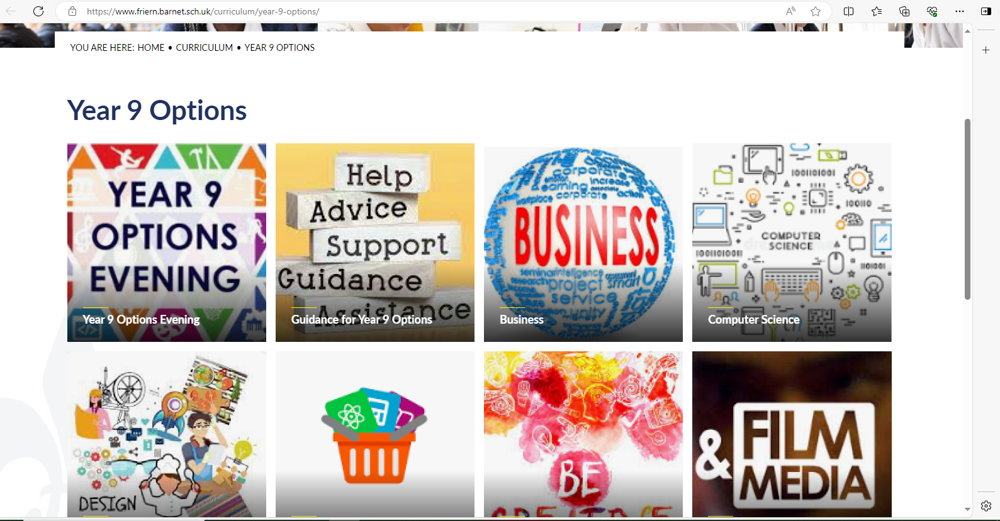 https://www.friern.barnet.sch.uk/curriculum/year-9-options/
YOU ARE HERE: HOME • CURRICULUM • YEAR 9 OPTIONS
Year 9 Options
YEAR 9
OPTIONS
EVENING
Year 9 Options Evening
Help
Advice
Support
Guidance
Assistance
Guidance for Year 9 Options
corporate
increase
earning
corporate
action
workplace
BUSINESS
seminar intelligence
assessment
research project smart
service
unity
Business
1001101001
100110
COMPUTER
SCIENCE
Computer Science
DESIGN
BE
CREATIVE
&
FILM
MEDIA